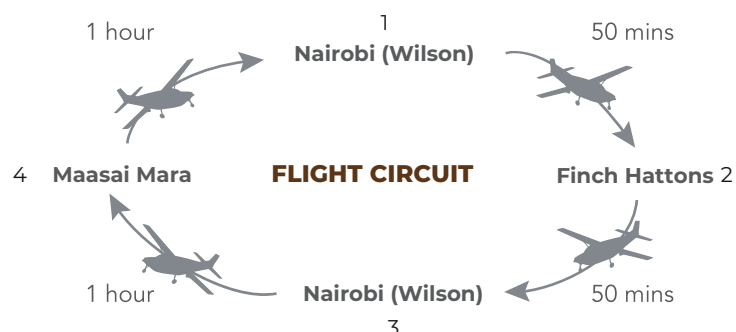 1
1 hour
50 mins
Nairobi (Wilson)
4 Maasai Mara
FLIGHT CIRCUIT
Finch Hattons 2
1 hour
Nairobi (Wilson)
50 mins
3